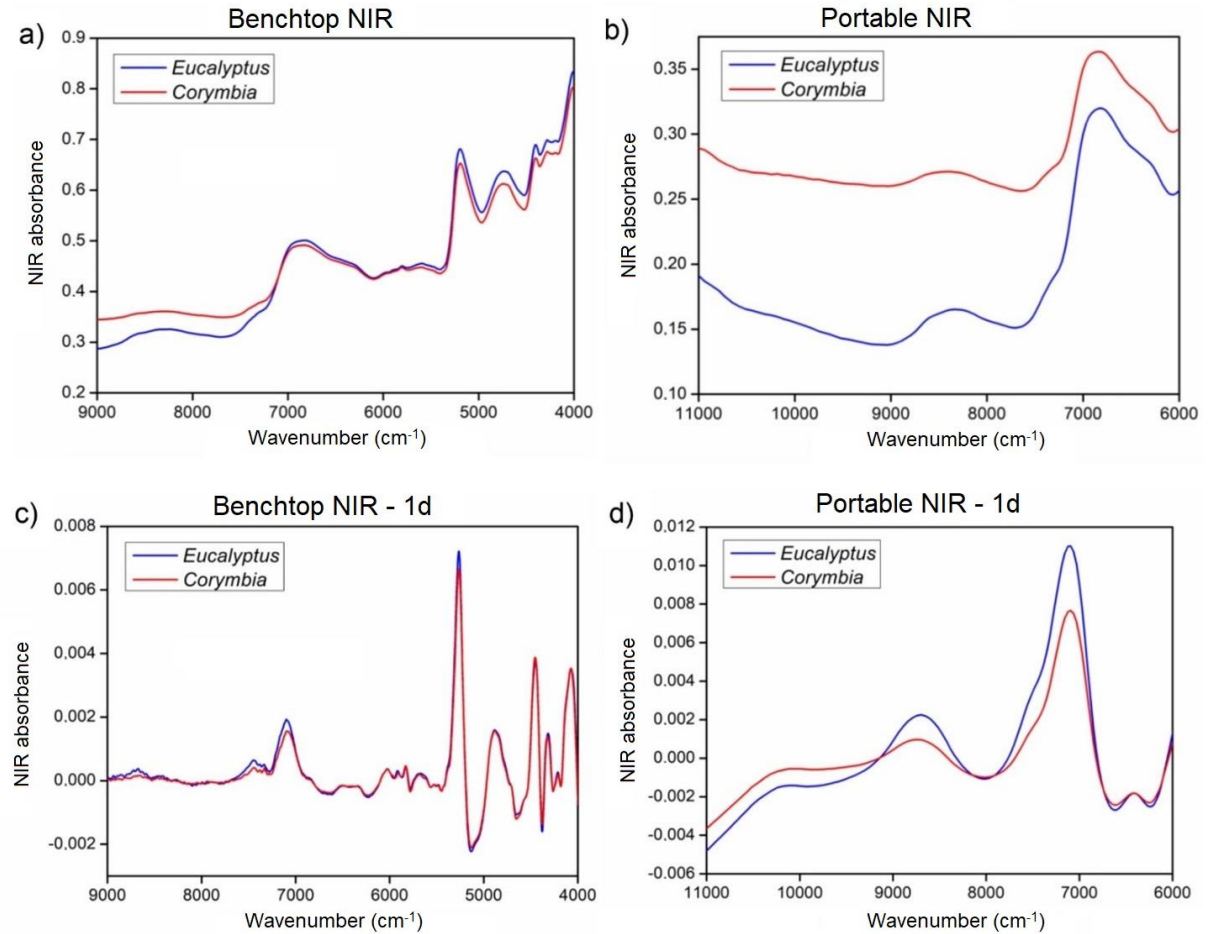 a)
Benchtop NIR
0.9
0.8
0.7
0.6
0.5
0.4
0.3
0.2
NIR absorbance
Eucalyptus
Corymbia
9000 8000 7000 6000 5000 4000
Wavenumber (cm⁻¹)
b)
Portable NIR
0.35
0.30
0.25
0.20
0.15
0.10
NIR absorbance
Eucalyptus
Corymbia
11000 10000 9000 8000 7000 6000
Wavenumber (cm⁻¹)
c)
Benchtop NIR - 1d
0.008
0.006
0.004
0.002
0.000
-0.002
NIR absorbance
Eucalyptus
Corymbia
9000 8000 7000 6000 5000 4000
Wavenumber (cm⁻¹)
d)
Portable NIR - 1d
0.012
0.010
0.008
0.006
0.004
0.002
0.000
-0.002
-0.004
-0.006
NIR absorbance
Eucalyptus
Corymbia
11000 10000 9000 8000 7000 6000
Wavenumber (cm⁻¹)